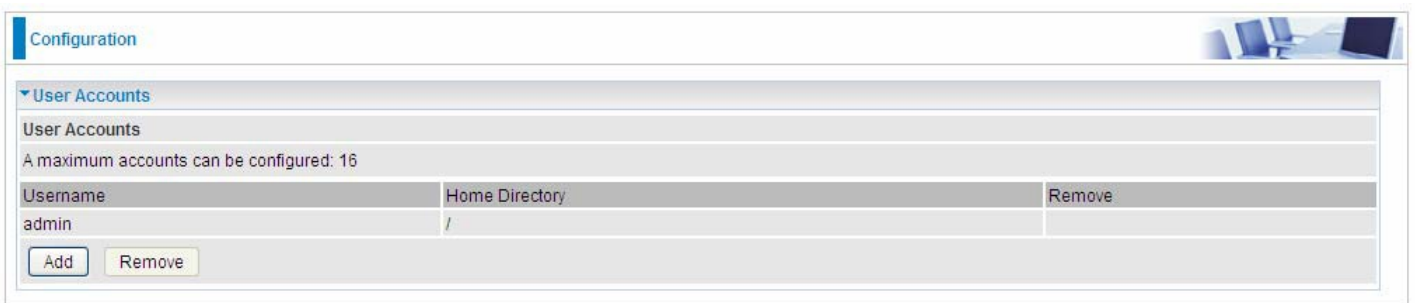 Configuration
User Accounts
User Accounts
A maximum accounts can be configured: 16
Username Home Directory Remove
admin /
Add Remove